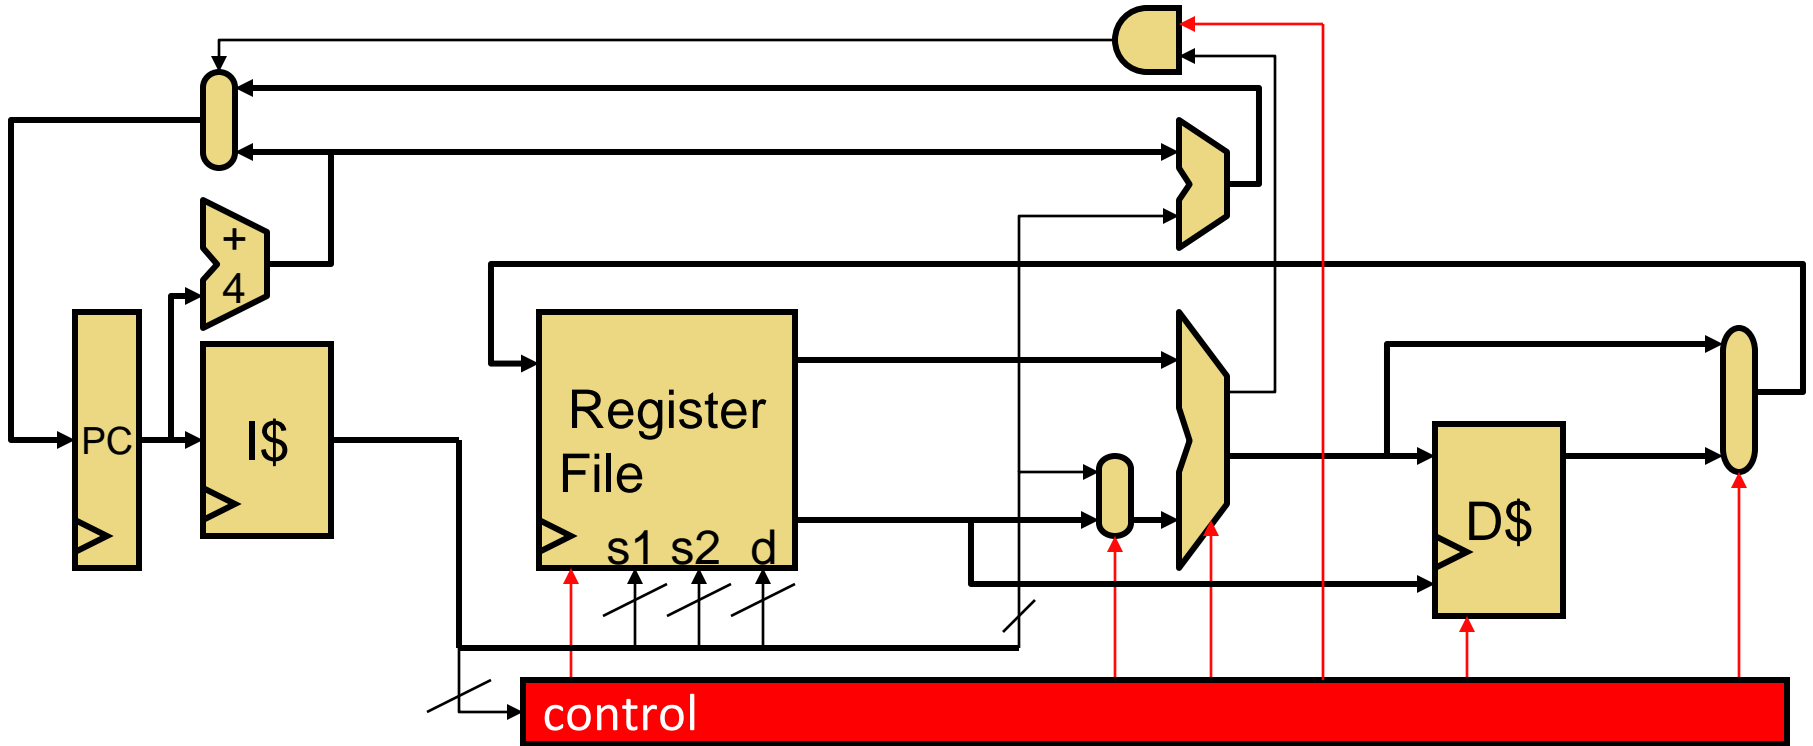 +
4
PC
I$
Register
File
s1 s2 d
D$
control